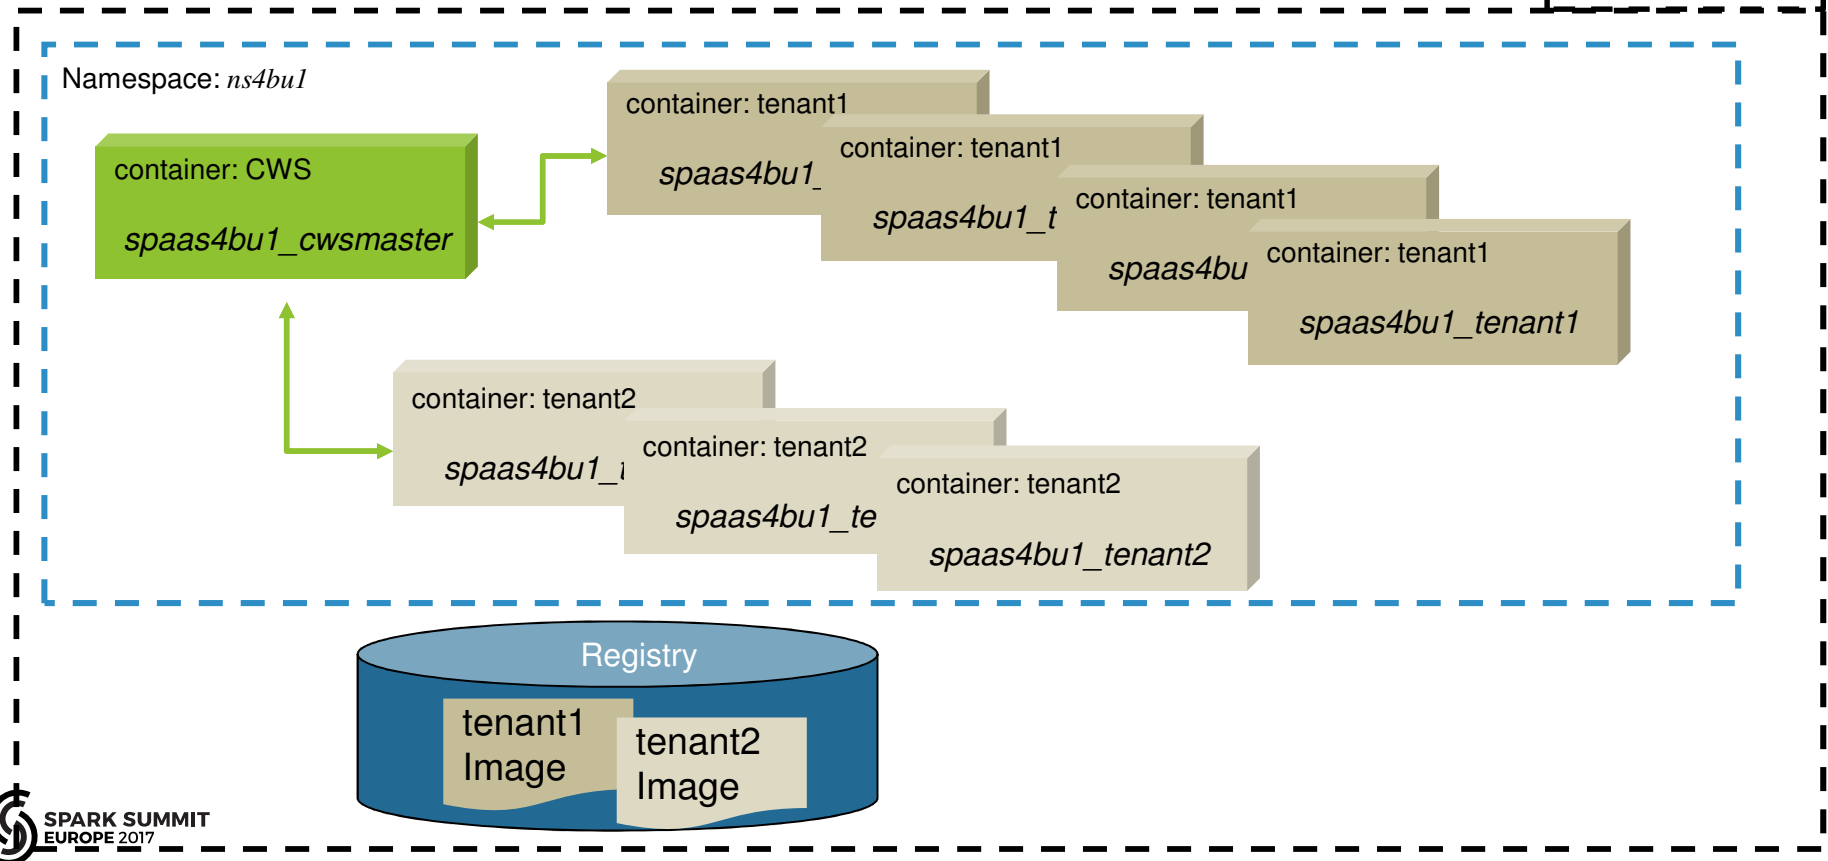 Namespace: ns4bu1
container: CWS
spaas4bu1_cwsmaster
container: tenant1
spaas4bu1_
container: tenant1
spaas4bu1_t
container: tenant1
spaas4bu
container: tenant1
spaas4bu1_tenant1
container: tenant2
spaas4bu1_t
container: tenant2
spaas4bu1_te
container: tenant2
spaas4bu1_tenant2
Registry
tenant1
Image
tenant2
Image
SPARK SUMMIT
EUROPE 2017